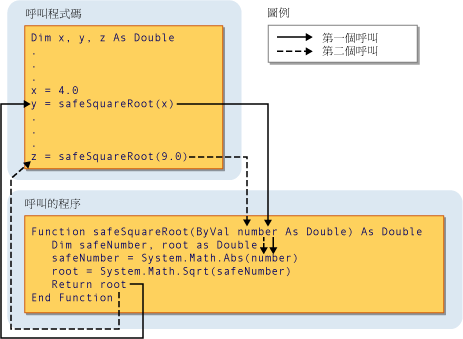 呼叫程式碼
Dim x, y, z As Double
.
.
.
x = 4.0
y = safeSquareRoot(x)
.
.
.
z = safeSquareRoot(9.0)
圖例
第一個呼叫
第二個呼叫
呼叫的程序
Function safeSquareRoot(ByVal number As Double) As Double
Dim safeNumber, root as Double
safeNumber = System.Math.Abs(number)
root = System.Math.Sqrt(safeNumber)
Return root
End Function